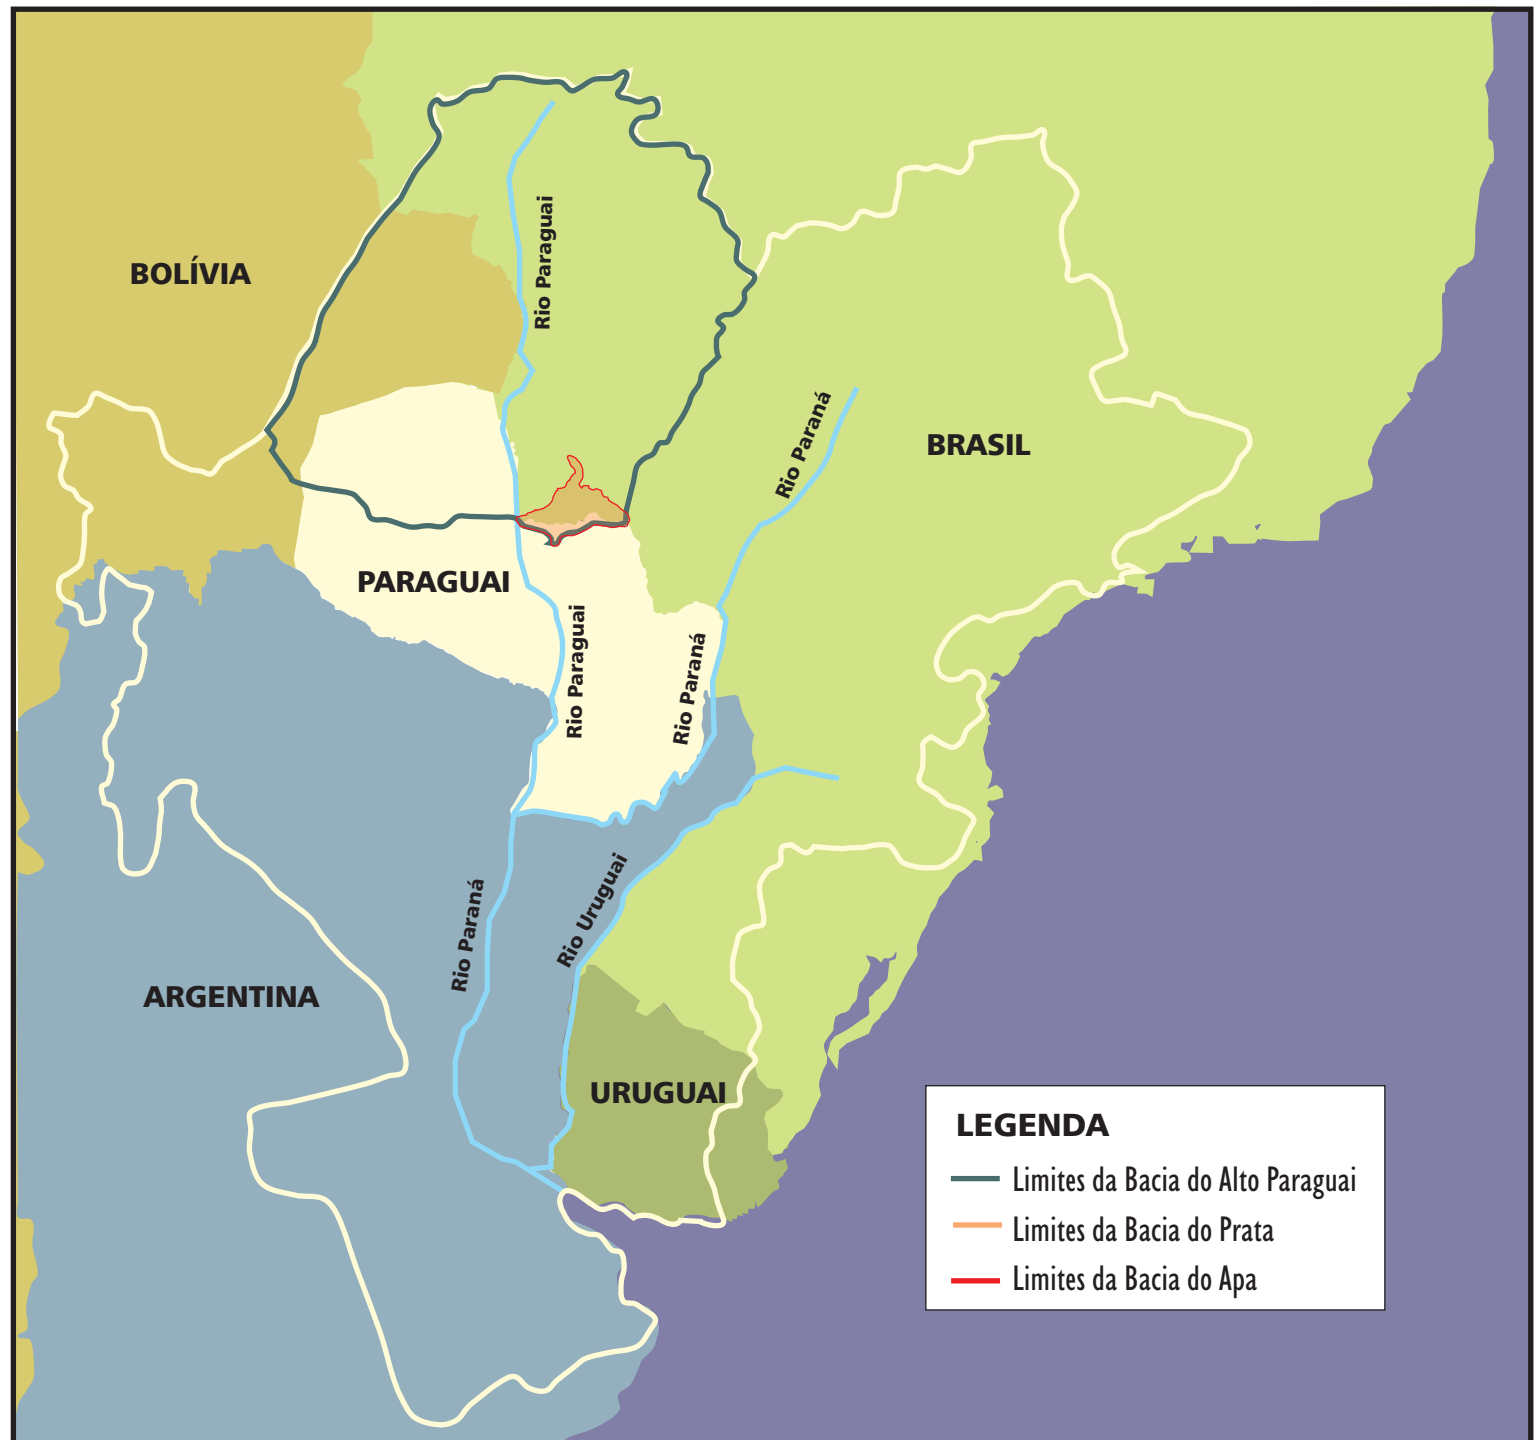 Rio Paraguai
BOLÍVIA
Rio Paraná
BRASIL
PARAGUAI
Rio Paraguai
Rio Paraná
Rio Uruguai
Rio Paraná
ARGENTINA
URUGUAI
LEGENDA
Limites da Bacia do Alto Paraguai
Limites da Bacia do Prata
Limites da Bacia do Apa